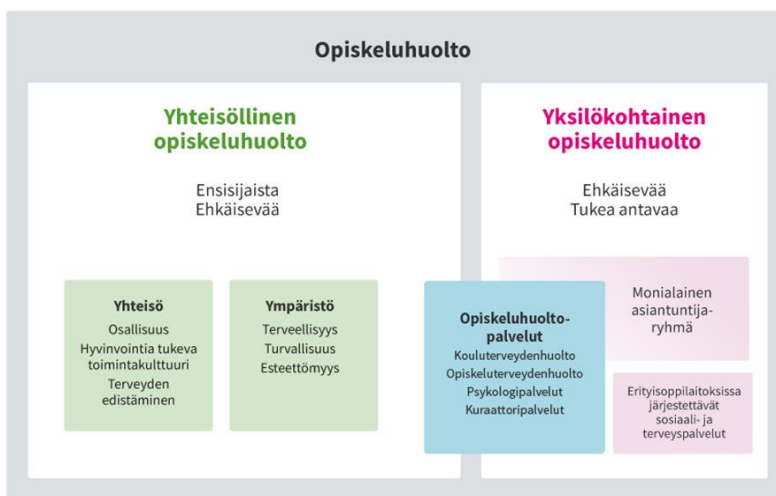 Opiskeluhuolto
Yhteisöllinen
opiskeluhuolto
Ensisijaista
Ehkäisevää
Yhteisö
Osallisuus
Hyvinvointia tukeva
toimintakulttuuri
Terveyden
edistäminen
Ympäristö
Terveellisyys
Turvallisuus
Esteettömyys
Yksilökohtainen
opiskeluhuolto
Ehkäisevää
Tukea antavaa
Opiskeluhuolto-
palvelut
Kouluterveydenhuolto
Opiskeluterveydenhuolto
Psykologipalvelut
Kuraattoripalvelut
Monialainen
asiantuntija-
ryhmä
Erityisoppilaitoksissa
järjestettävät
sosiaali- ja
terveyspalvelut